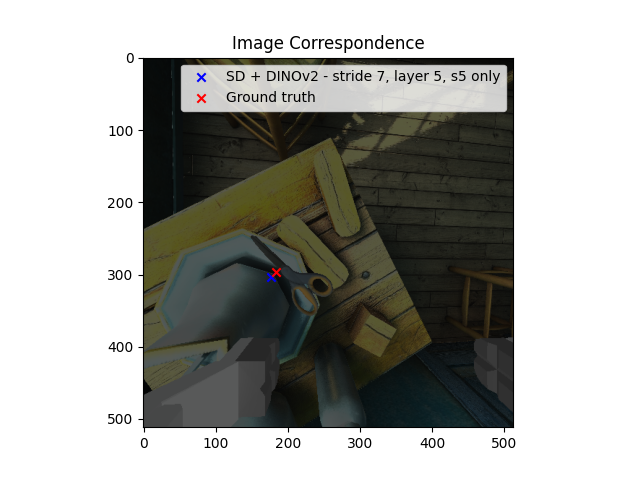 Image Correspondence
SD + DINOv2 - stride 7, layer 5, s5 only
Ground truth
0
100
200
300
400
500
0 100 200 300 400 500